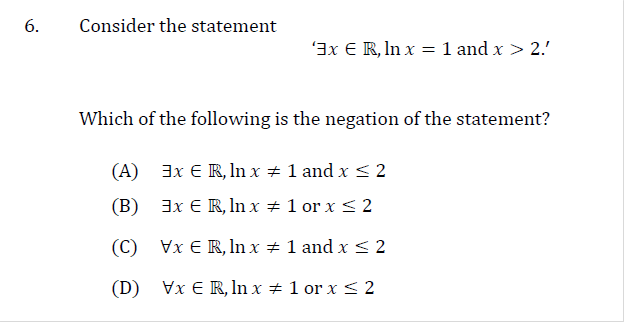 6. Consider the statement
'∃x ∈ ℝ, ln x = 1 and x > 2.'
Which of the following is the negation of the statement?
(A) ∃x ∈ ℝ, ln x ≠ 1 and x ≤ 2
(B) ∃x ∈ ℝ, ln x ≠ 1 or x ≤ 2
(C) ∀x ∈ ℝ, ln x ≠ 1 and x ≤ 2
(D) ∀x ∈ ℝ, ln x ≠ 1 or x ≤ 2